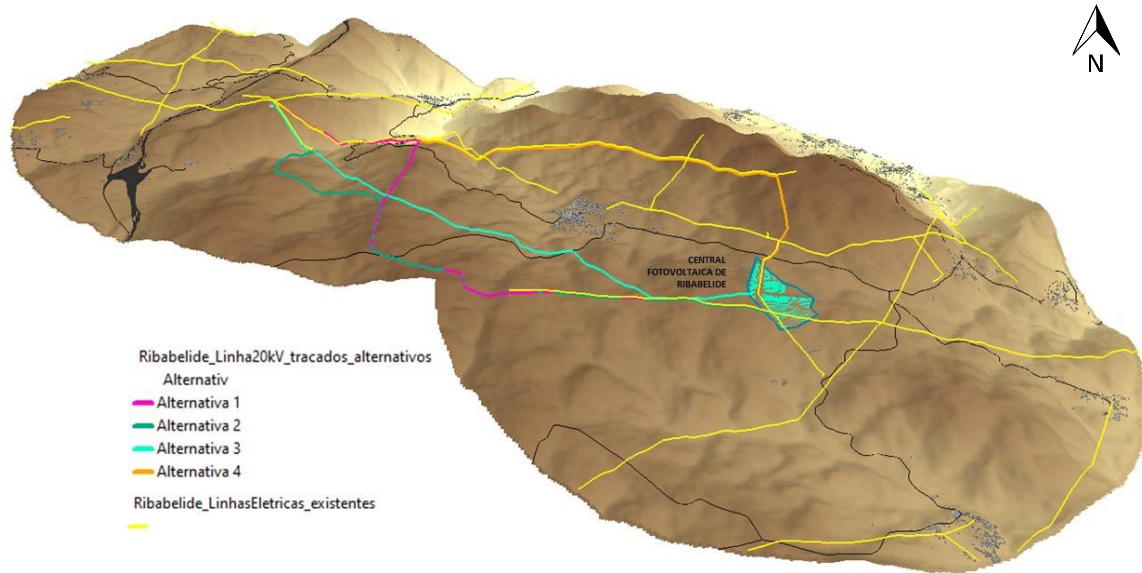 N
CENTRAL
FOTOVOLTAICA DE
RIBABELIDE
Ribabelide_Linha20kV_tracados_alternativos
Alternativ
Alternativa 1
Alternativa 2
Alternativa 3
Alternativa 4
Ribabelide_LinhasEletricas_existentes